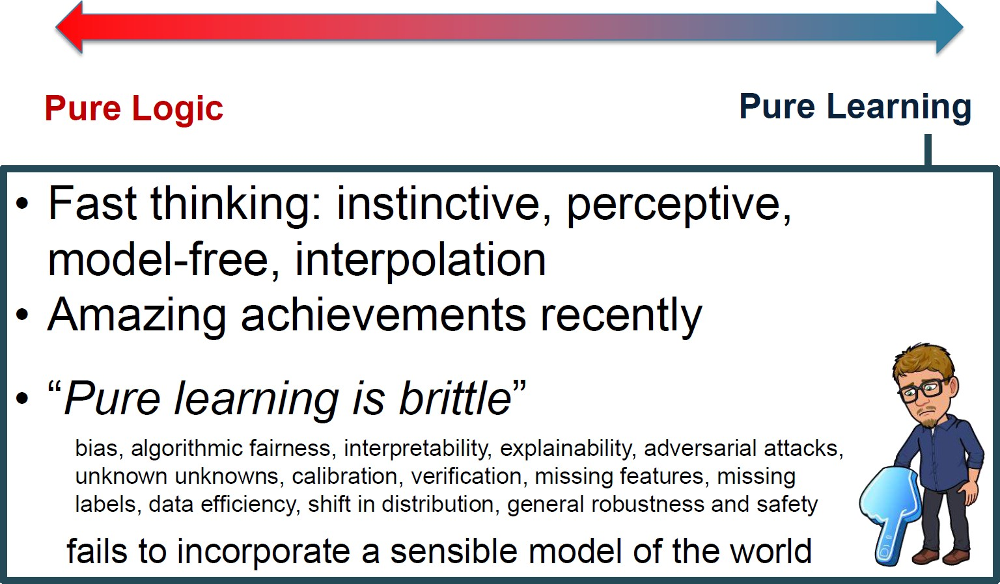 Pure Logic
Pure Learning
• Fast thinking: instinctive, perceptive,
model-free, interpolation
• Amazing achievements recently
• “Pure learning is brittle”
bias, algorithmic fairness, interpretability, explainability, adversarial attacks,
unknown unknowns, calibration, verification, missing features, missing
labels, data efficiency, shift in distribution, general robustness and safety
fails to incorporate a sensible model of the world